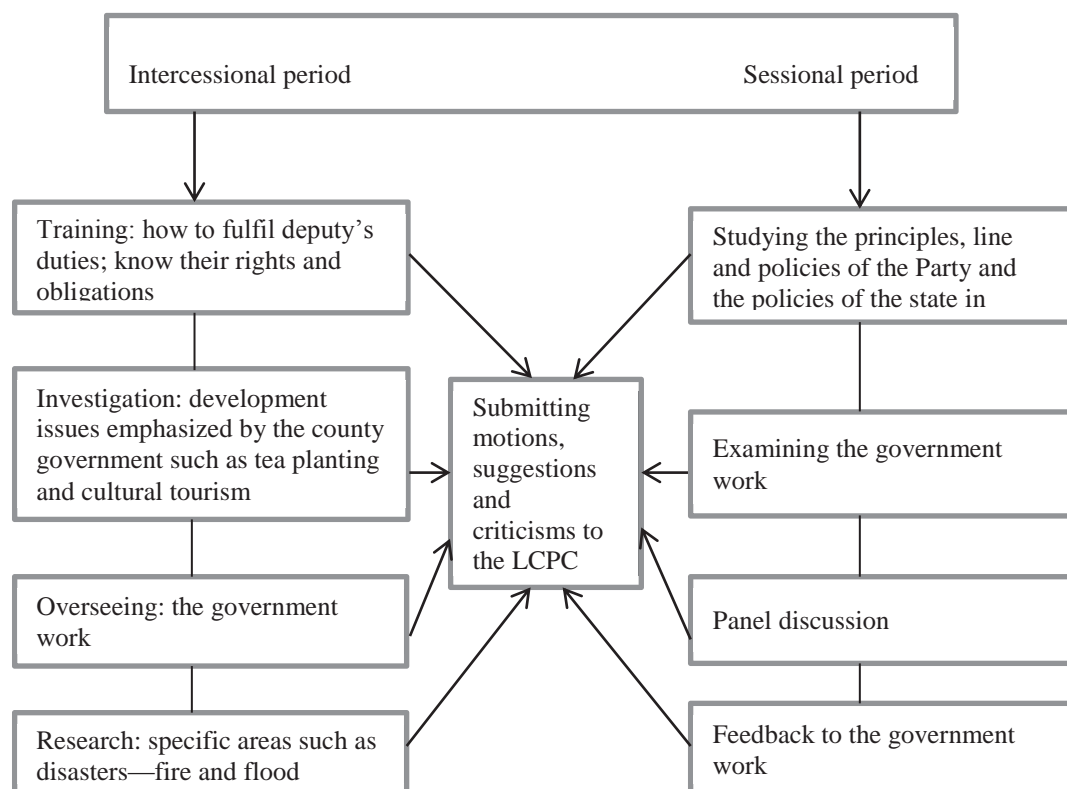 Intercessional period
Sessional period
Training: how to fulfil deputy’s
duties; know their rights and
obligations
Studying the principles, line
and policies of the Party and
the policies of the state in
Investigation: development
issues emphasized by the county
government such as tea planting
and cultural tourism
Submitting
motions,
suggestions
and
criticisms to
the LCPC
Examining the government
work
Overseeing: the government
work
Panel discussion
Research: specific areas such as
disasters—fire and flood
Feedback to the government
work